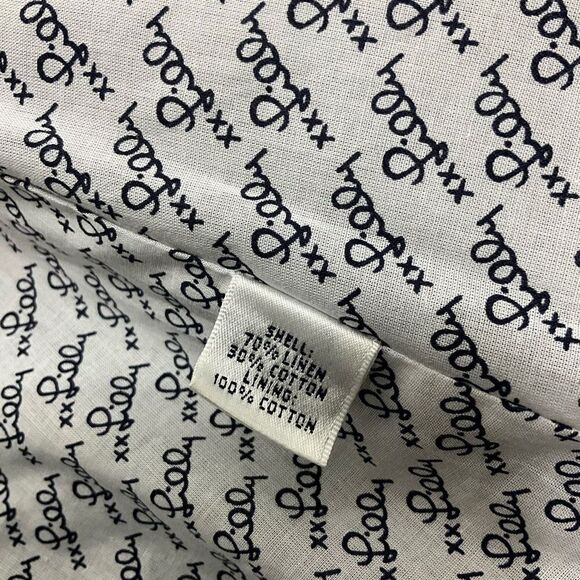 SHELL:
70% LINEN
30% COTTON
LINING:
100% COTTON
xx Lilly